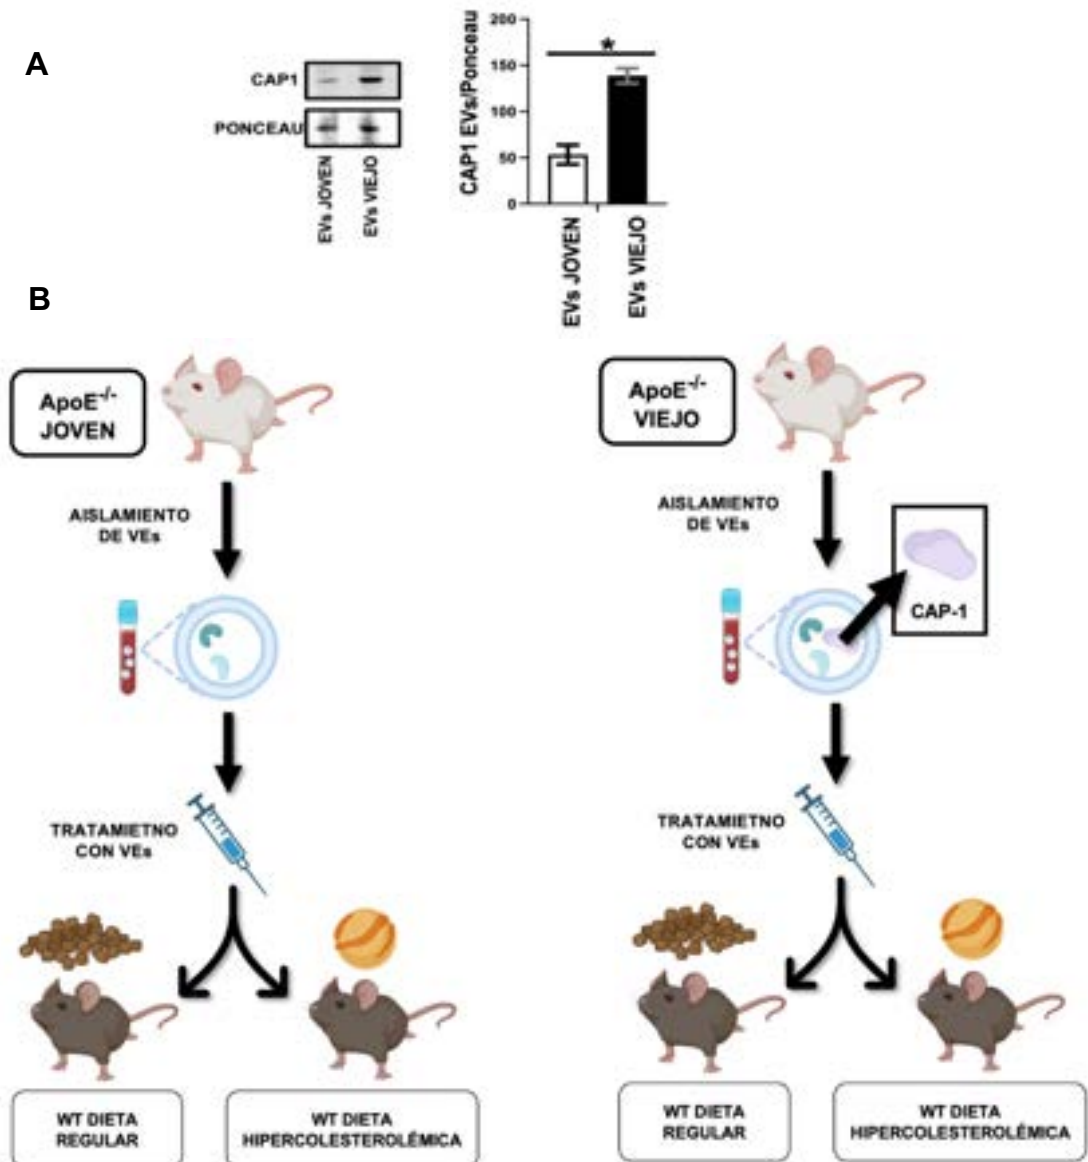 A
CAP1
PONCEAU
EVs JOVEN
EVs VIEJO
CAP1 EVs/Ponceau
200
150
100
50
0
*
EVs JOVEN
EVs VIEJO
B
ApoE-/-
JOVEN
AISLAMIENTO
DE VEs
TRATAMIETNO
CON VEs
WT DIETA
REGULAR
WT DIETA
HIPERCOLESTEROLÉMICA
ApoE-/-
VIEJO
AISLAMIENTO
DE VEs
CAP-1
TRATAMIETNO
CON VEs
WT DIETA
REGULAR
WT DIETA
HIPERCOLESTEROLÉMICA